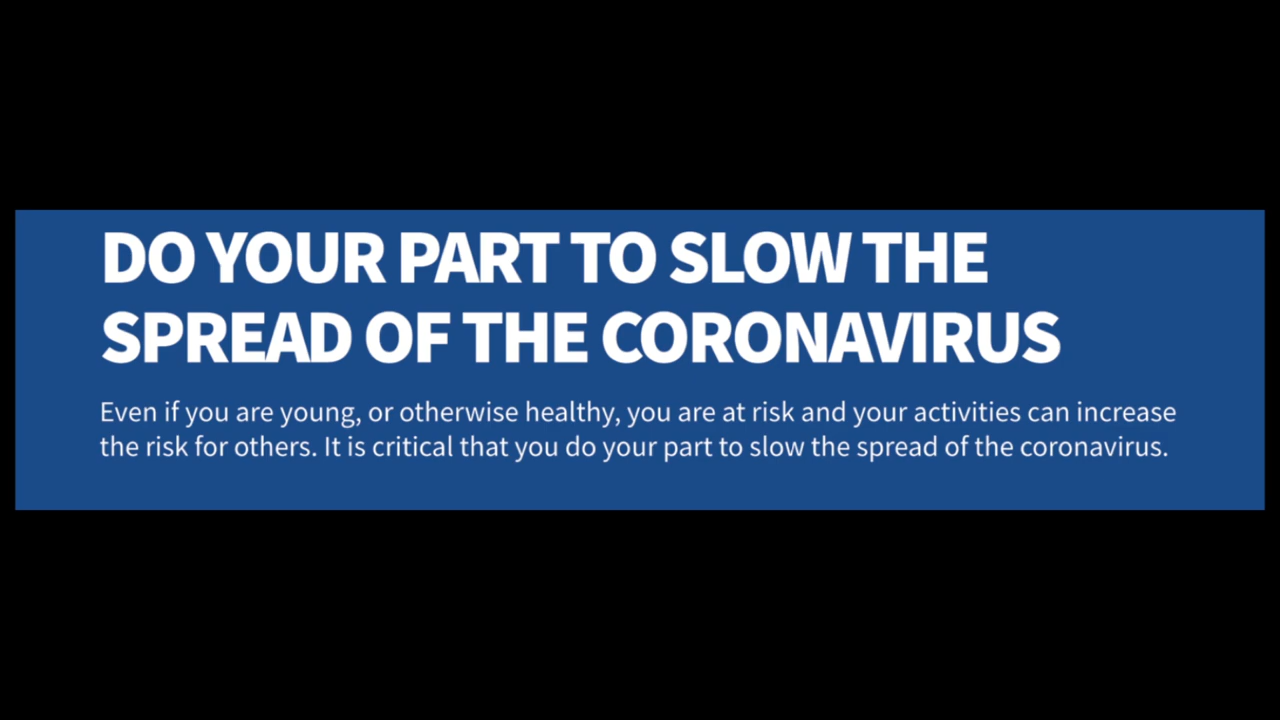 DO YOUR PART TO SLOW THE
SPREAD OF THE CORONAVIRUS
Even if you are young, or otherwise healthy, you are at risk and your activities can increase
the risk for others. It is critical that you do your part to slow the spread of the coronavirus.